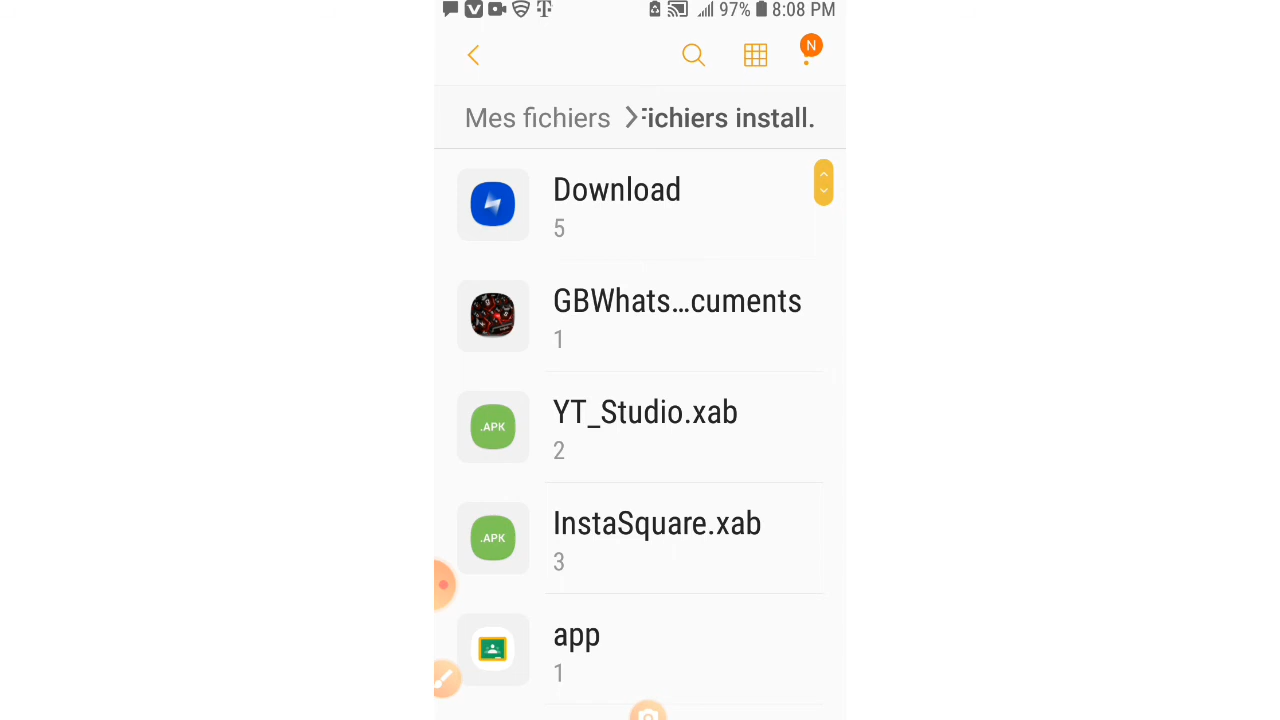 97% 8:08 PM
N
Mes fichiers > Fichiers install.
Download
5
GBWhats...cuments
1
.APK
YT_Studio.xab
2
.APK
InstaSquare.xab
3
app
1